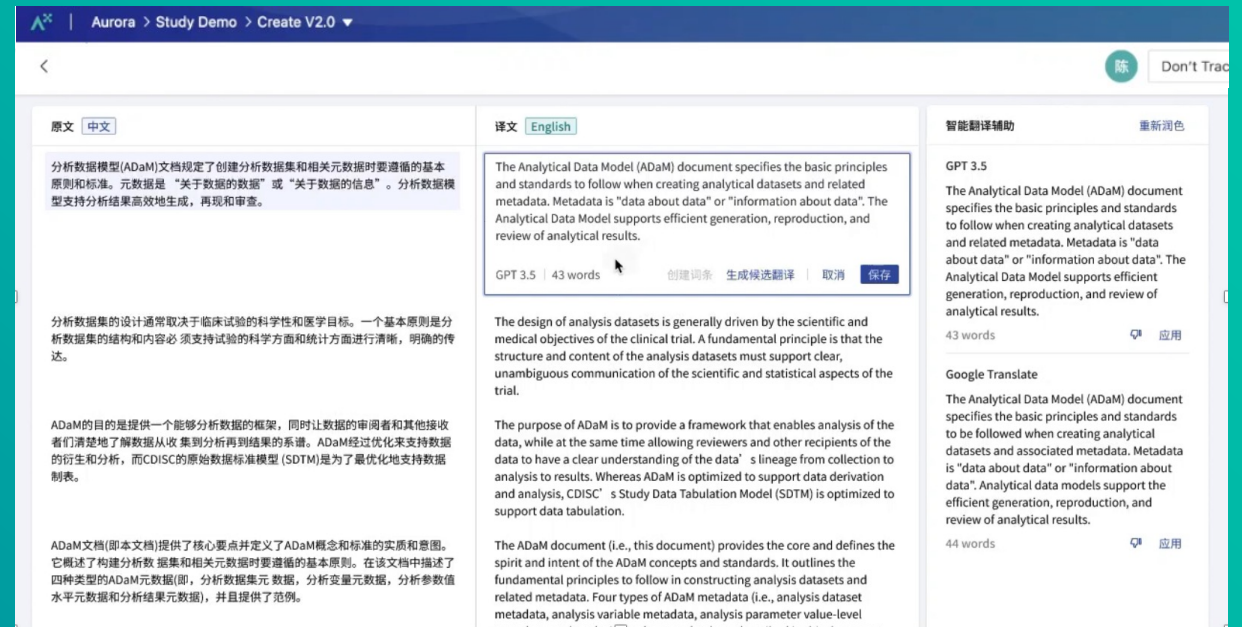 Aurora > Study Demo > Create V2.0
陈
Don't Trac
原文 中文
分析数据模型(ADaM)文档规定了创建分析数据集和相关元数据时要遵循的基本
原则和标准。元数据是 “关于数据的数据”或“关于数据的信息”。分析数据模
型支持分析结果高效地生成，再现和审查。
分析数据集的设计通常取决于临床试验的科学性和医学目标。一个基本原则是分
析数据集的结构和内容必 须支持试验的科学方面和统计方面进行清晰，明确的传
达。
ADaM的目的是提供一个能够分析数据的框架，同时让数据的审阅者和其他接收
者们清楚地了解数据从收 集到分析再到结果的系谱。ADaM经过优化来支持数据
的衍生和分析，而CDISC的原始数据标准模型 (SDTM)是为了最优化地支持数据
制表。
ADaM文档(即本文档)提供了核心要点并定义了ADaM概念和标准的实质和意图。
它概述了构建分析数 据集和相关元数据时要遵循的基本原则。在该文档中描述了
四种类型的ADaM元数据(即，分析数据集元 数据，分析变量元数据，分析参数值
水平元数据和分析结果元数据)，并且提供了范例。
译文 English
The Analytical Data Model (ADaM) document specifies the basic principles
and standards to follow when creating analytical datasets and related
metadata. Metadata is "data about data" or "information about data". The
Analytical Data Model supports efficient generation, reproduction, and
review of analytical results.
GPT 3.5 43 words 创建词条 生成候选翻译 取消 保存
The design of analysis datasets is generally driven by the scientific and
medical objectives of the clinical trial. A fundamental principle is that the
structure and content of the analysis datasets must support clear,
unambiguous communication of the scientific and statistical aspects of the
trial.
The purpose of ADaM is to provide a framework that enables analysis of the
data, while at the same time allowing reviewers and other recipients of the
data to have a clear understanding of the data’s lineage from collection to
analysis to results. Whereas ADaM is optimized to support data derivation
and analysis, CDISC’s Study Data Tabulation Model (SDTM) is optimized to
support data tabulation.
The ADaM document (i.e., this document) provides the core and defines the
spirit and intent of the ADaM concepts and standards. It outlines the
fundamental principles to follow in constructing analysis datasets and
related metadata. Four types of ADaM metadata (i.e., analysis dataset
metadata, analysis variable metadata, analysis parameter value-level
智能翻译辅助 重新润色
GPT 3.5
The Analytical Data Model (ADaM) document
specifies the basic principles and standards
to follow when creating analytical datasets
and related metadata. Metadata is "data
about data" or "information about data". The
Analytical Data Model supports efficient
generation, reproduction, and review of
analytical results.
43 words 应用
Google Translate
The Analytical Data Model (ADaM) document
specifies the basic principles and standards
to be followed when creating analytical
datasets and associated metadata. Metadata
is "data about data" or "information about
data". Analytical data models support the
efficient generation, reproduction, and
review of analytical results.
44 words 应用